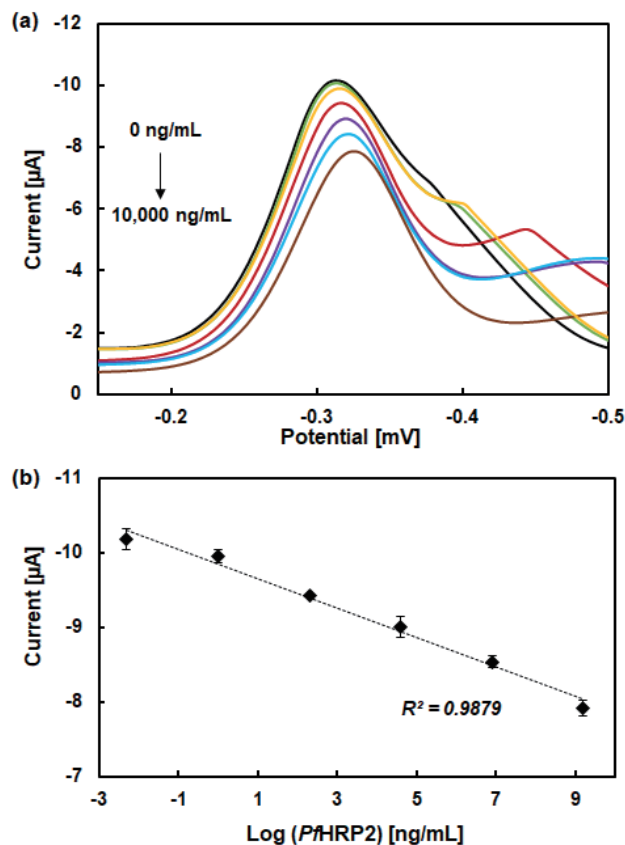 (a)
-12
-10
-8
-6
-4
-2
0
Current [µA]
0 ng/mL
10,000 ng/mL
-0.2
-0.3
-0.4
-0.5
Potential [mV]
(b)
-11
-10
-9
-8
-7
Current [µA]
R² = 0.9879
-3
-1
1
3
5
7
9
Log (PfHRP2) [ng/mL]